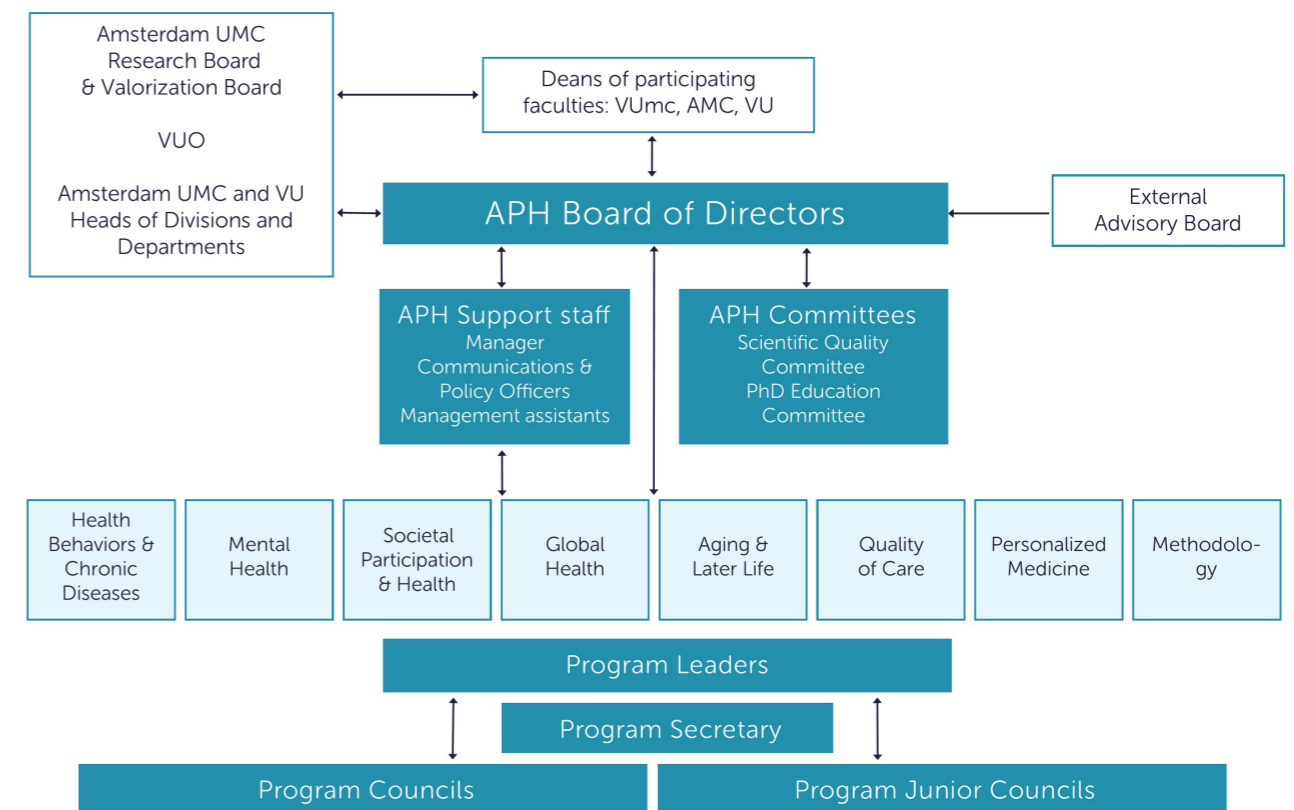 Amsterdam UMC
Research Board
& Valorization Board
VUO
Amsterdam UMC and VU
Heads of Divisions and
Departments
Deans of participating
faculties: VUmc, AMC, VU
APH Board of Directors
External
Advisory Board
APH Support staff
Manager
Communications &
Policy Officers
Management assistants
APH Committees
Scientific Quality
Committee
PhD Education
Committee
Health
Behaviors &
Chronic
Diseases
Mental
Health
Societal
Participation
& Health
Global
Health
Aging &
Later Life
Quality
of Care
Personalized
Medicine
Methodolo-
gy
Program Leaders
Program Secretary
Program Councils
Program Junior Councils